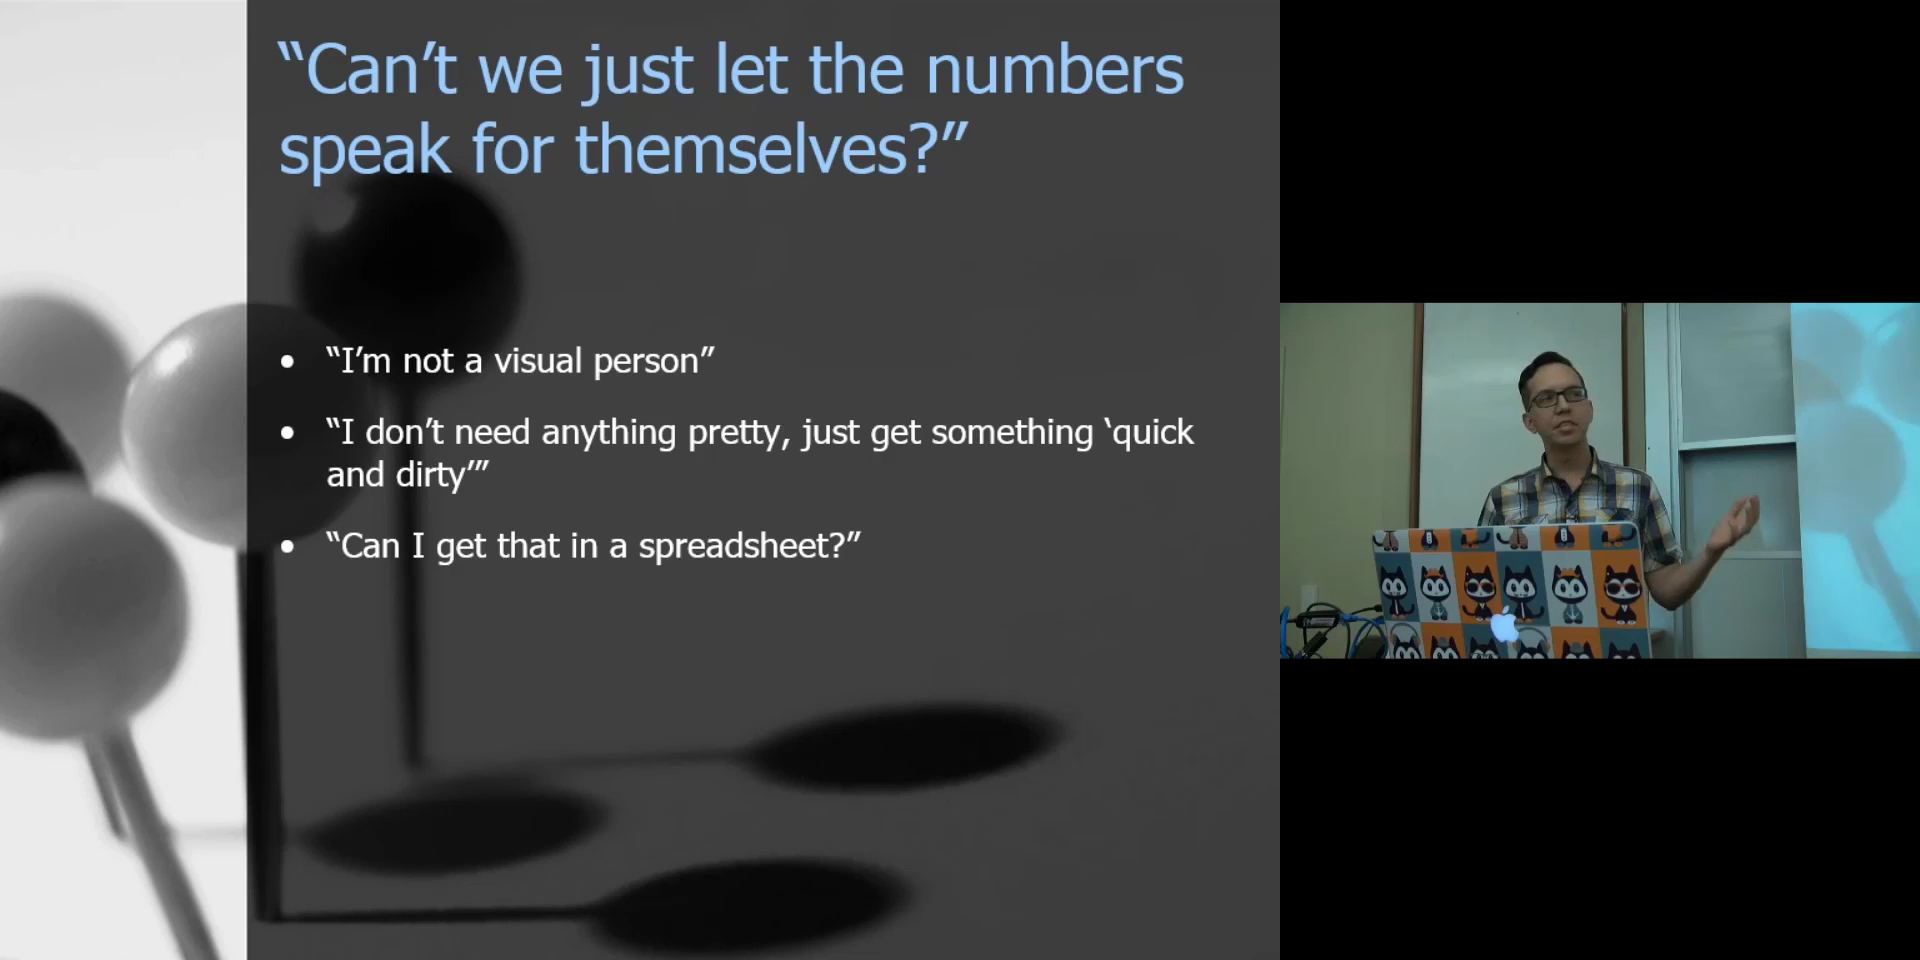 “Can’t we just let the numbers
speak for themselves?”
• “I’m not a visual person”
• “I don’t need anything pretty, just get something ‘quick
and dirty’”
• “Can I get that in a spreadsheet?”